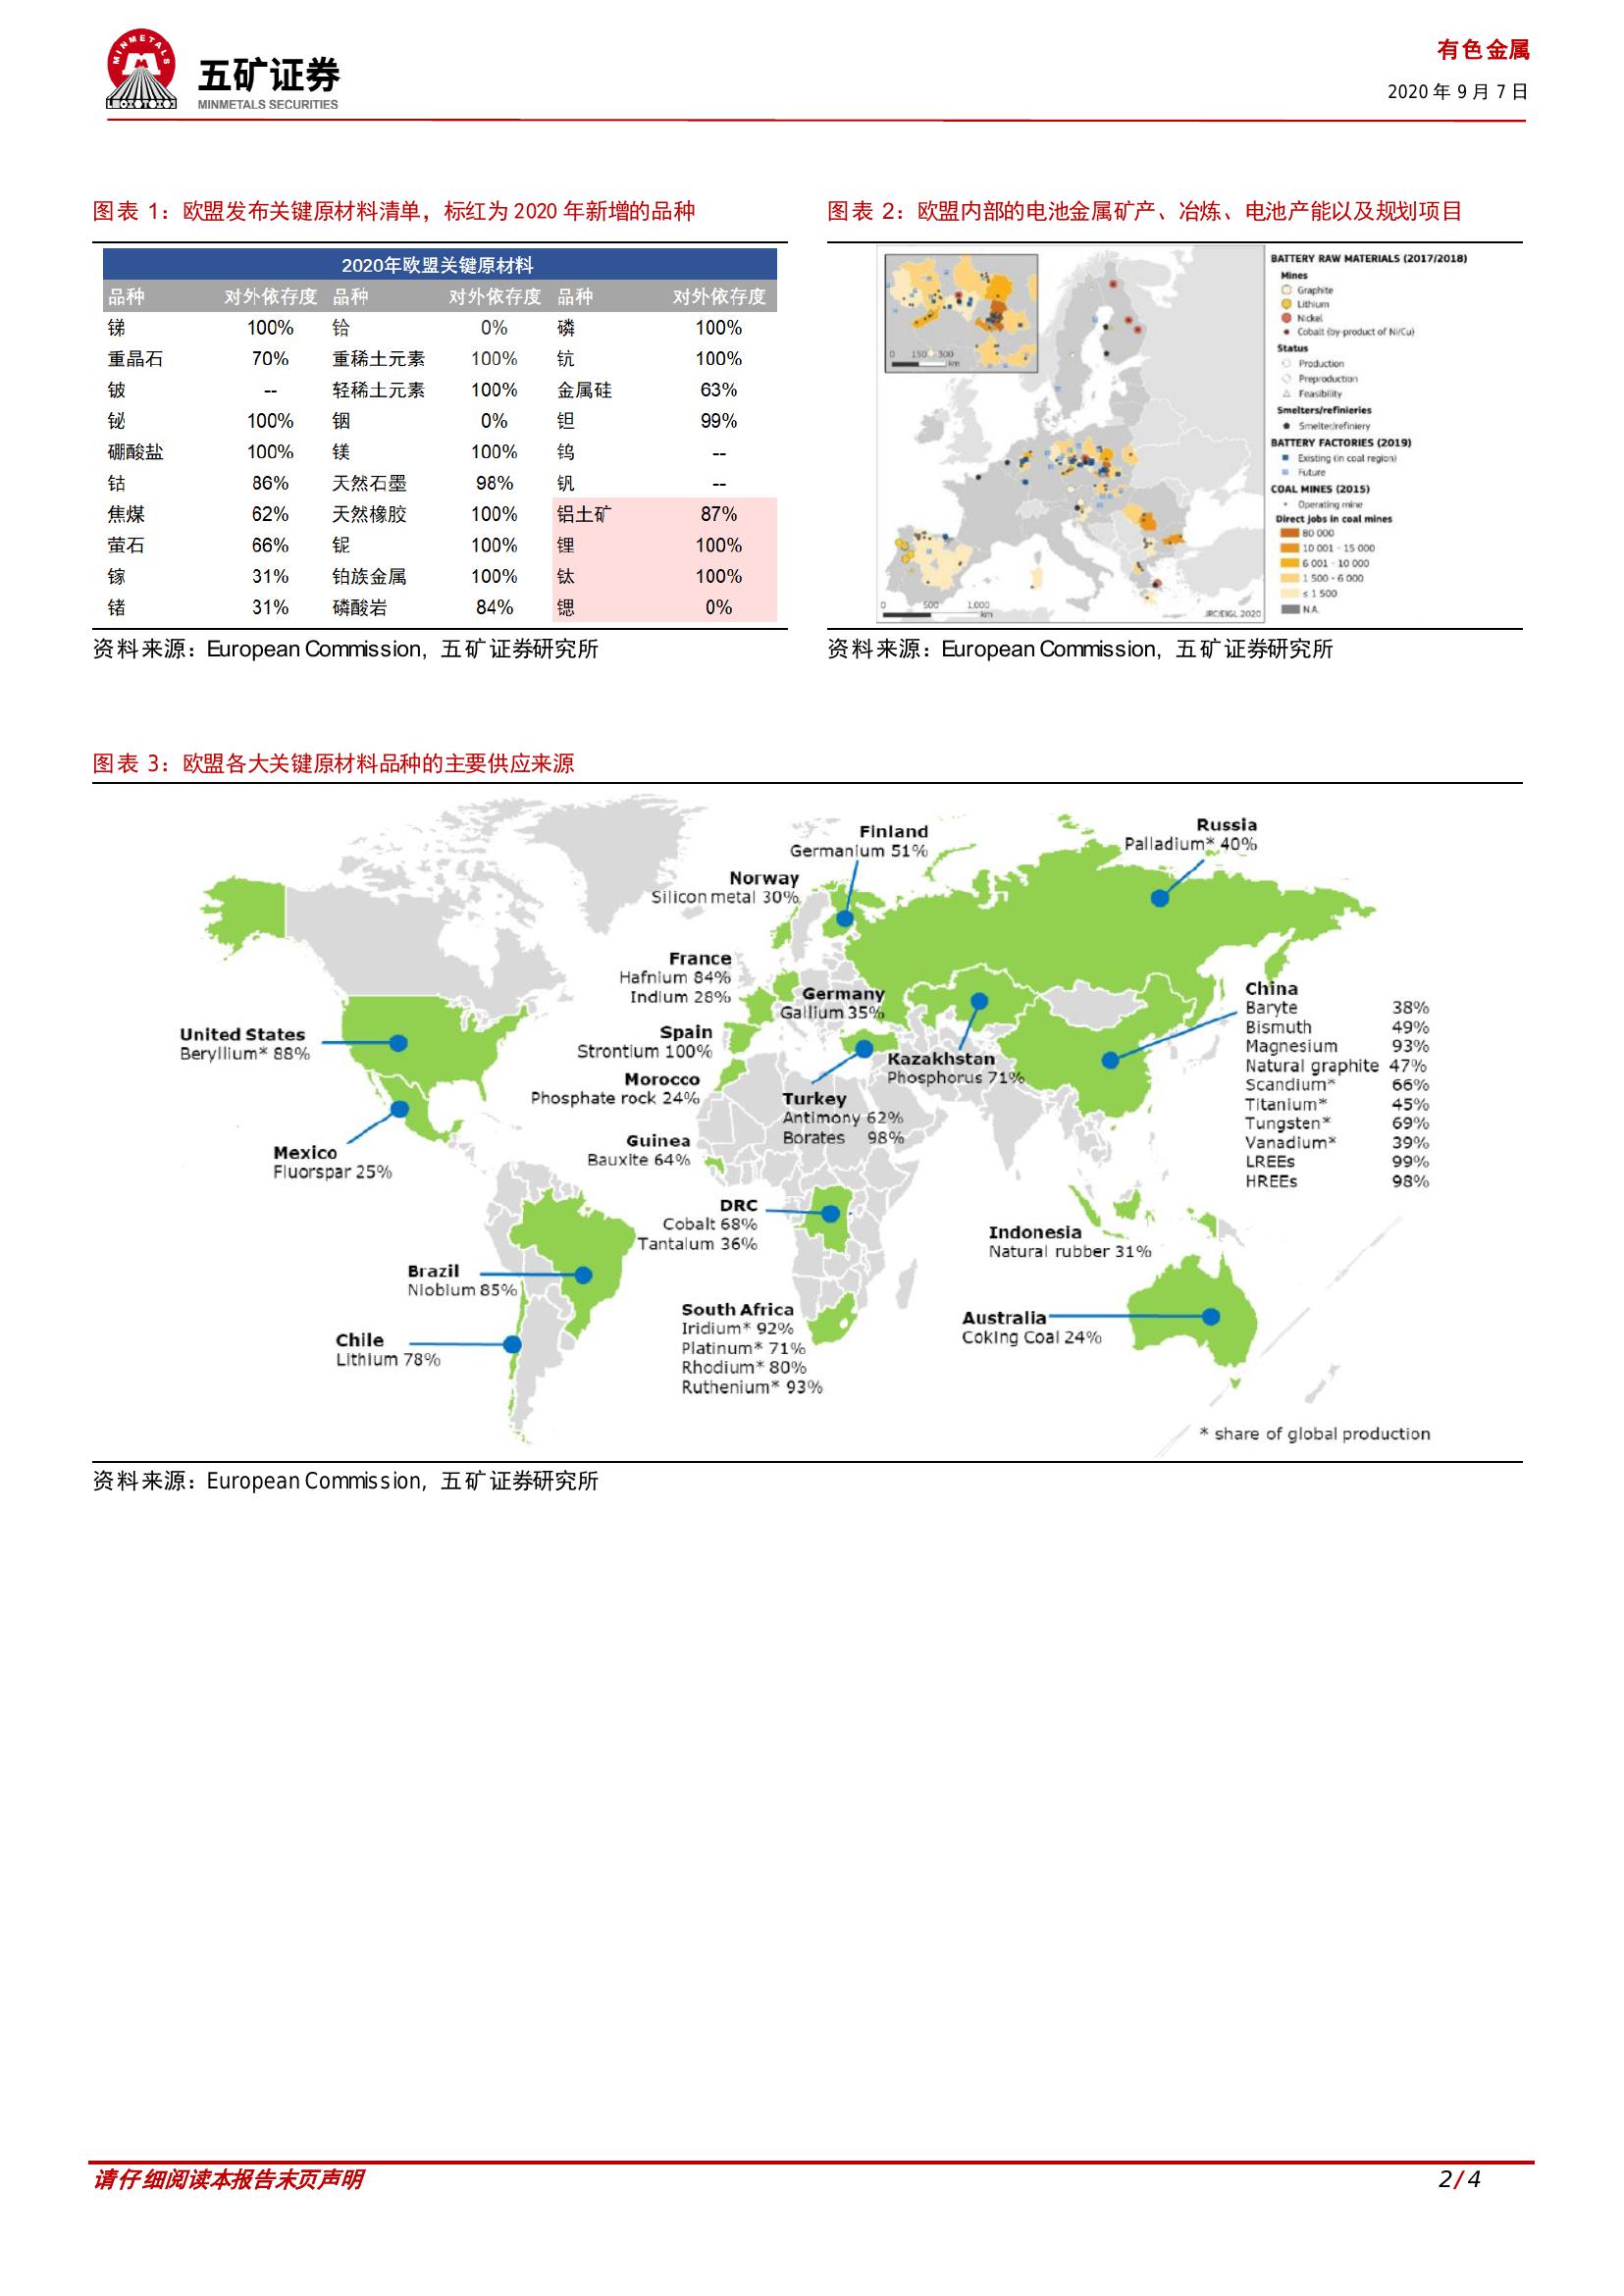 MINMETALS
五矿证券
MINMETALS SECURITIES
有色金属
2020 年 9 月 7 日
图表 1：欧盟发布关键原材料清单，标红为 2020 年新增的品种
2020年欧盟关键原材料
品种 对外依存度 品种 对外依存度 品种 对外依存度
锑 100% 铪 0% 磷 100%
重晶石 70% 重稀土元素 100% 钪 100%
铍 -- 轻稀土元素 100% 金属硅 63%
铋 100% 铟 0% 钽 99%
硼酸盐 100% 镁 100% 钨 --
钴 86% 天然石墨 98% 钒 --
焦煤 62% 天然橡胶 100% 铝土矿 87%
萤石 66% 铌 100% 锂 100%
镓 31% 铂族金属 100% 钛 100%
锗 31% 磷酸岩 84% 锶 0%
资料来源：European Commission，五矿证券研究所
图表 2：欧盟内部的电池金属矿产、冶炼、电池产能以及规划项目
0 150 300
km
0 500 1,000
km
JRC/EIGL 2020
BATTERY RAW MATERIALS (2017/2018)
Mines
Graphite
Lithium
Nickel
Cobalt (by-product of Ni/Cu)
Status
Production
Preproduction
Feasibility
Smelters/refinieries
Smelter/refiniery
BATTERY FACTORIES (2019)
Existing (in coal region)
Future
COAL MINES (2015)
Operating mine
Direct jobs in coal mines
80 000
10 001 - 15 000
6 001 - 10 000
1 500 - 6 000
≤ 1 500
N.A.
资料来源：European Commission，五矿证券研究所
图表 3：欧盟各大关键原材料品种的主要供应来源
Finland
Germanium 51%
Russia
Palladium* 40%
Norway
Silicon metal 30%
France
Hafnium 84%
Indium 28%
Germany
Gallium 35%
China
Baryte 38%
Bismuth 49%
Magnesium 93%
Natural graphite 47%
Scandium* 66%
Titanium* 45%
Tungsten* 69%
Vanadium* 39%
LREEs 99%
HREEs 98%
United States
Beryllium* 88%
Spain
Strontium 100%
Kazakhstan
Phosphorus 71%
Morocco
Phosphate rock 24%
Turkey
Antimony 62%
Borates 98%
Mexico
Fluorspar 25%
Guinea
Bauxite 64%
DRC
Cobalt 68%
Tantalum 36%
Indonesia
Natural rubber 31%
Brazil
Niobium 85%
South Africa
Iridium* 92%
Platinum* 71%
Rhodium* 80%
Ruthenium* 93%
Australia
Coking Coal 24%
Chile
Lithium 78%
* share of global production
资料来源：European Commission，五矿证券研究所
请仔细阅读本报告末页声明
2/4